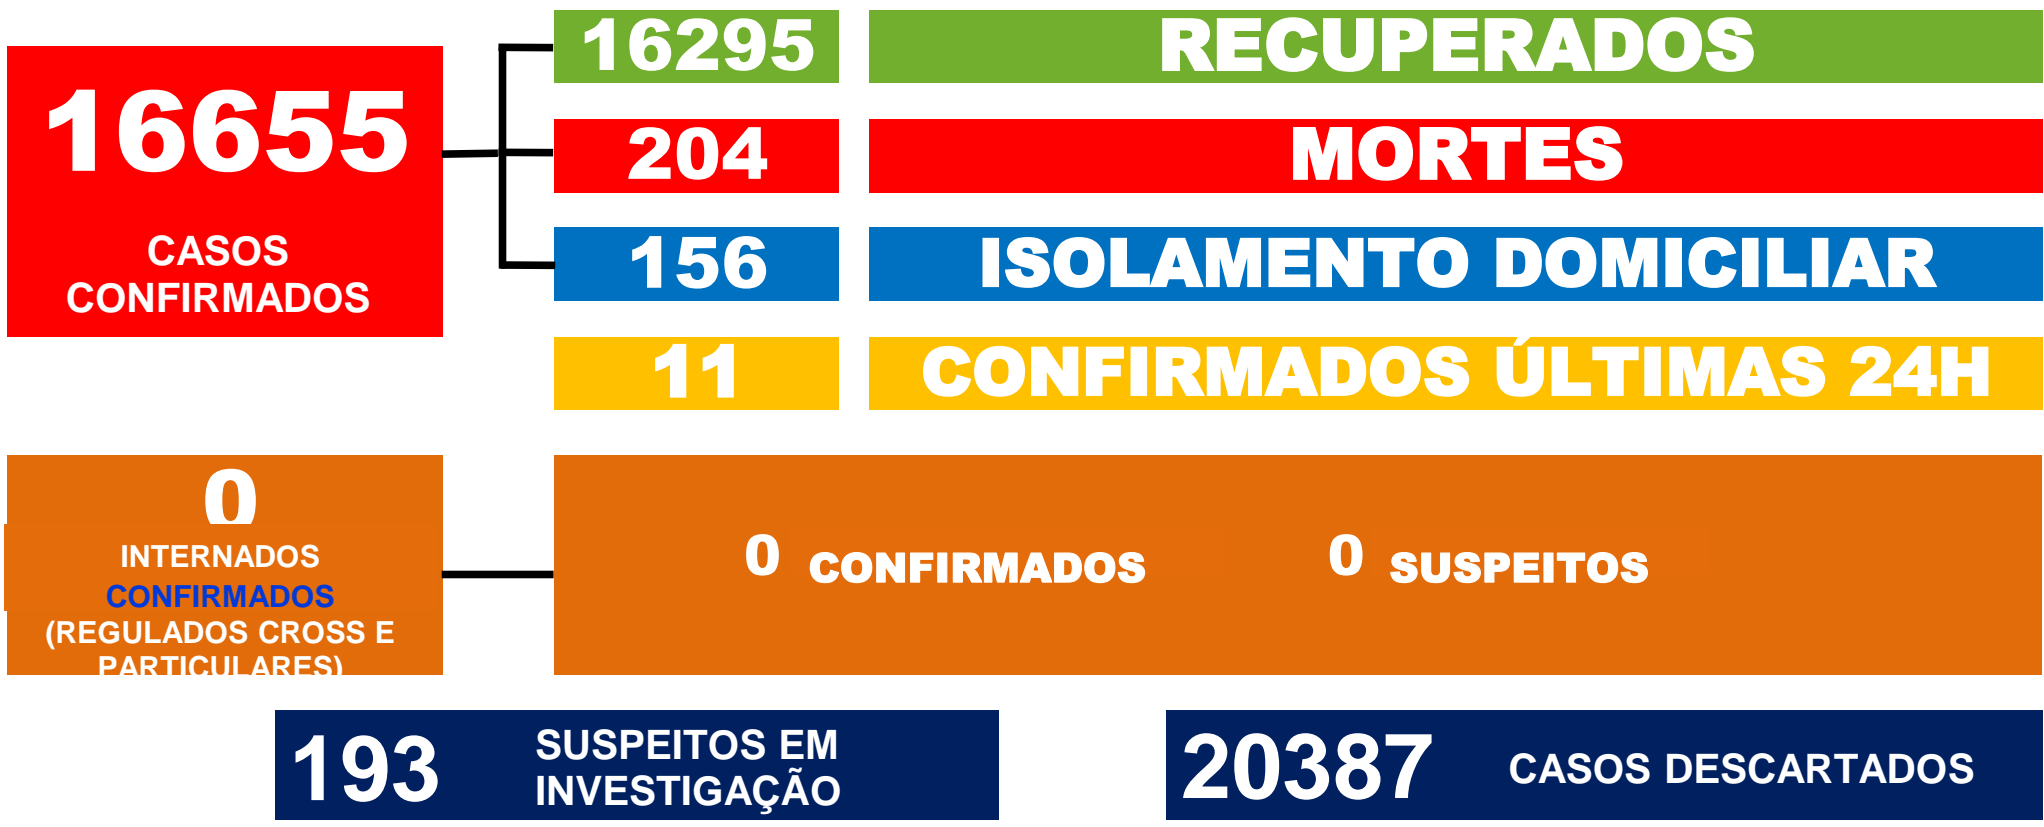 16655
CASOS
CONFIRMADOS
16295 RECUPERADOS
204 MORTES
156 ISOLAMENTO DOMICILIAR
11 CONFIRMADOS ÚLTIMAS 24H
0
INTERNADOS
CONFIRMADOS
(REGULADOS CROSS E
PARTICULARES)
0 CONFIRMADOS 0 SUSPEITOS
193 SUSPEITOS EM
INVESTIGAÇÃO
20387 CASOS DESCARTADOS